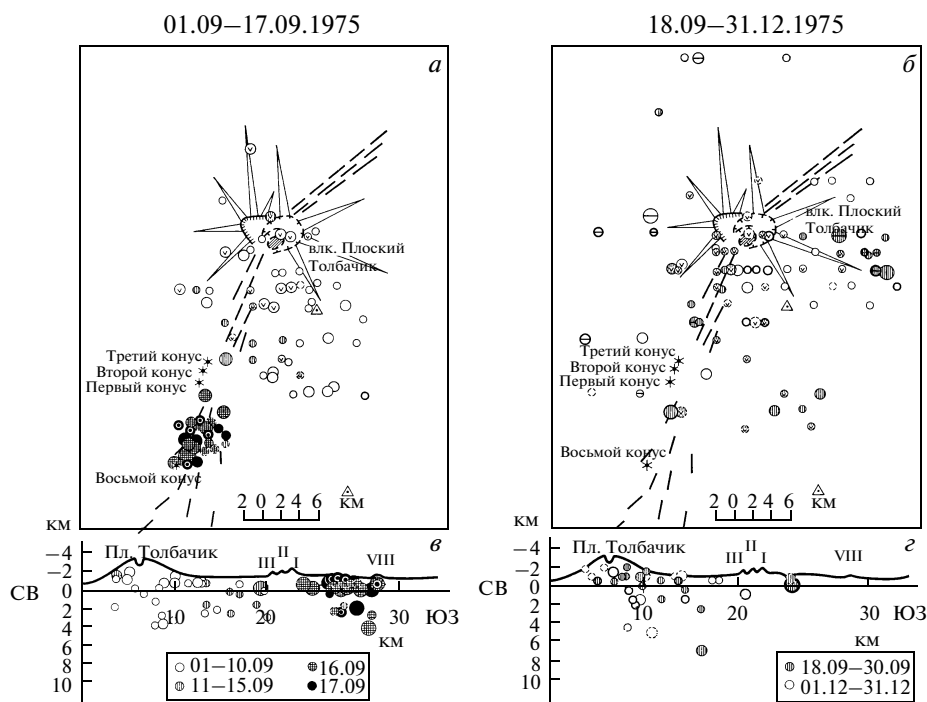 01.09–17.09.1975
18.09–31.12.1975
а
б
влк. Плоский
Толбачик
влк. Плоский
Толбачик
Третий конус
Второй конус
Первый конус
Восьмой конус
Третий конус
Второй конус
Первый конус
Восьмой конус
2 0 2 4 6 км
2 0 2 4 6 км
км
–4
–2
0
2
4
6
8
10
СВ
Пл. Толбачик
III II I
VIII
в
10 20 30 ЮЗ
км
01–10.09
11–15.09
16.09
17.09
км
–4
–2
0
2
4
6
8
10
СВ
Пл. Толбачик
III II I
VIII
г
10 20 30 ЮЗ
км
18.09–30.09
01.12–31.12